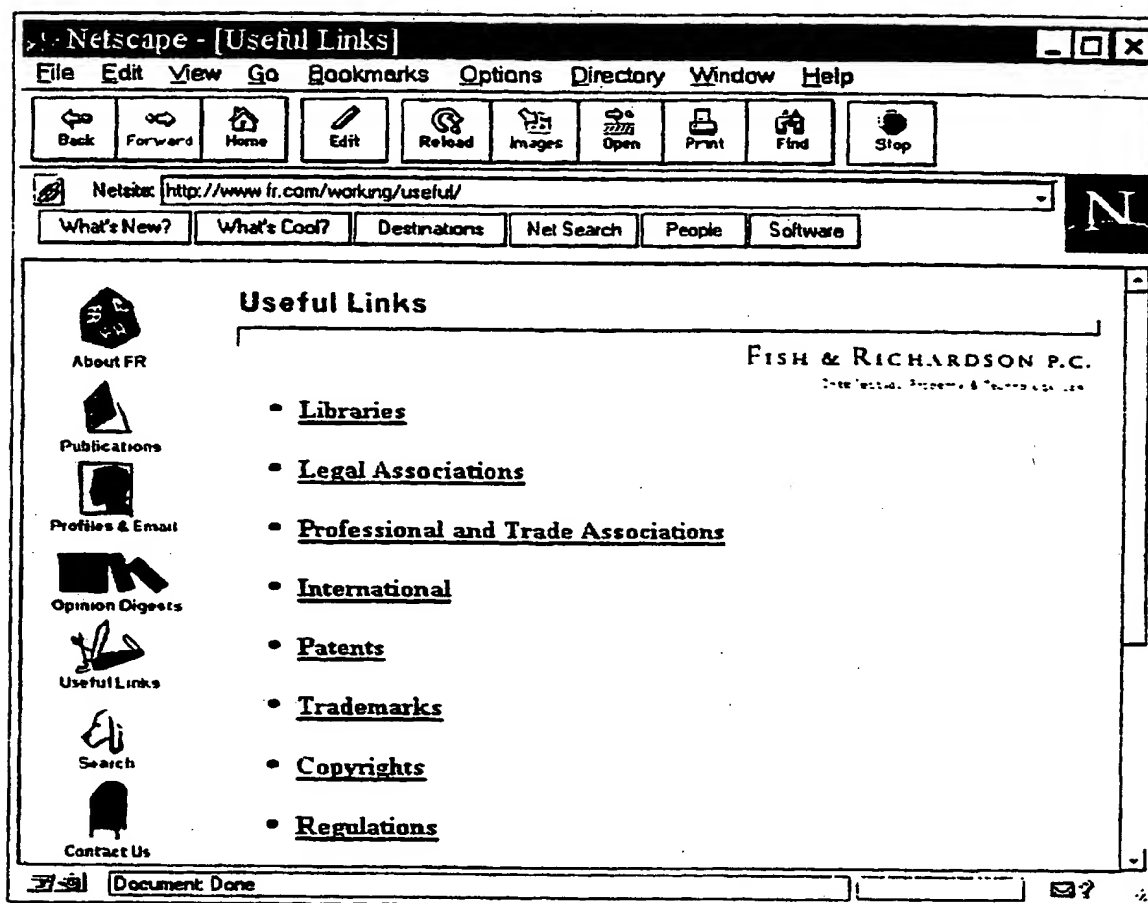 Netscape - [Useful Links]
File Edit View Go Bookmarks Options Directory Window Help
Back Forward Home Edit Reload Images Open Print Find Stop
Netsite: http://www.fr.com/working/useful/
N
What's New? What's Cool? Destinations Net Search People Software
Useful Links
About FR
FISH & RICHARDSON P.C.
Libraries
Publications
Legal Associations
Profiles & Email
Professional and Trade Associations
International
Opinion Digests
Patents
Useful Links
Trademarks
Search
Copyrights
Regulations
Contact Us
Document: Done
?